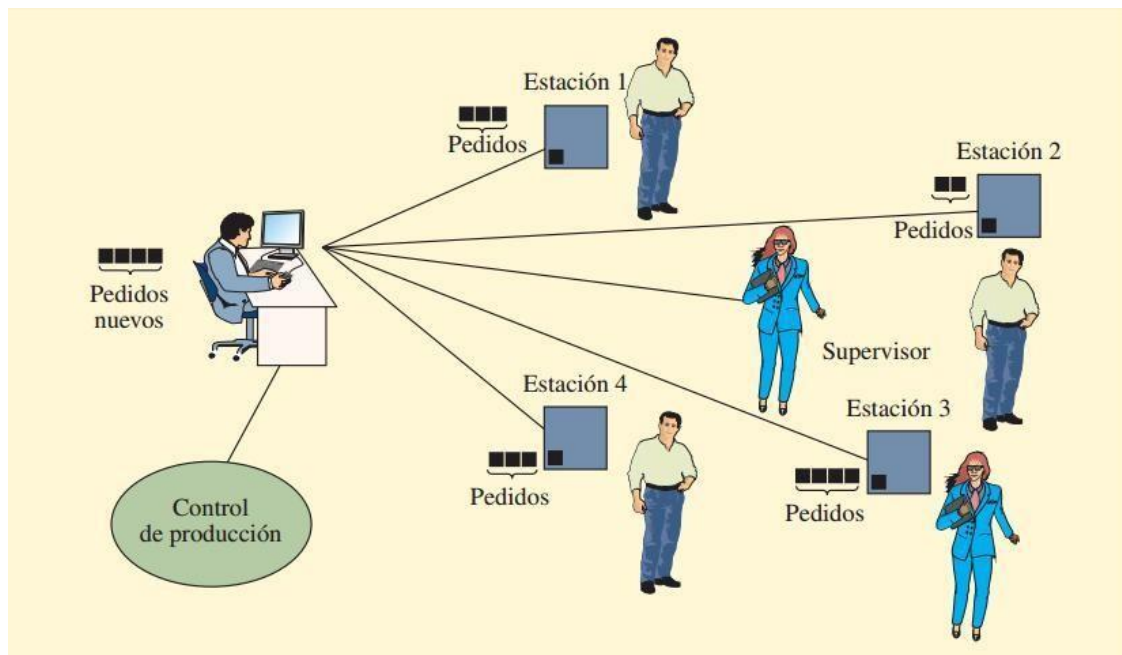 Estación 1
Pedidos
Estación 2
Pedidos
Pedidos
nuevos
Supervisor
Estación 4
Pedidos
Estación 3
Pedidos
Control
de producción